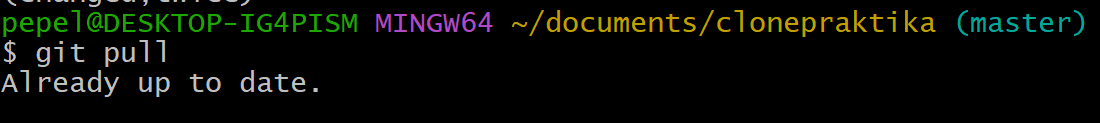 pepel@DESKTOP-IG4PISM MINGW64 ~/documents/clonepraktika (master)
$ git pull
Already up to date.